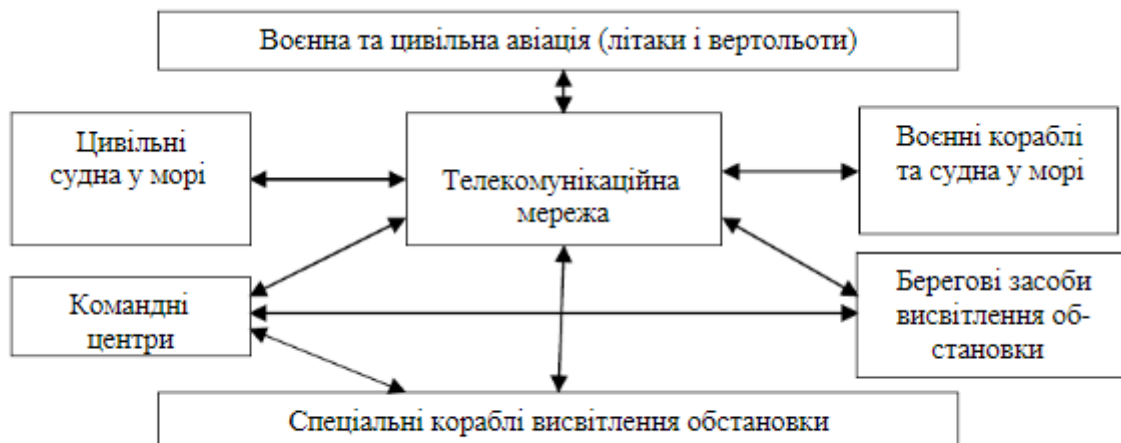 Воєнна та цивільна авіація (літаки і вертольоти)
Цивільні
судна у морі
Телекомунікаційна
мережа
Воєнні кораблі
та судна у морі
Командні
центри
Берегові засоби
висвітлення об-
становки
Спеціальні кораблі висвітлення обстановки